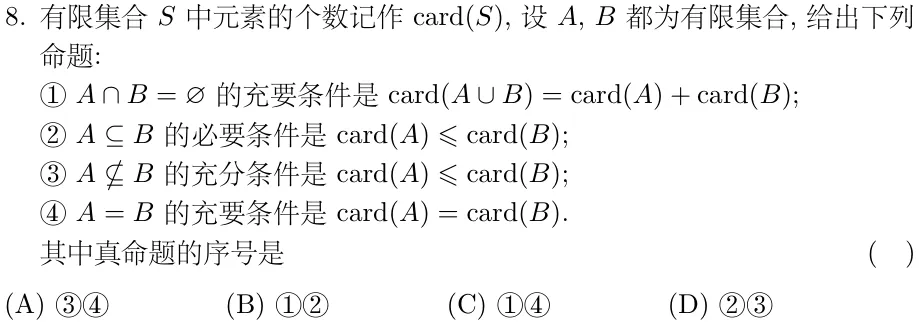 8. 有限集合 S 中元素的个数记作 card(S), 设 A, B 都为有限集合, 给出下列
命题:
① A ∩ B = ∅ 的充要条件是 card(A ∪ B) = card(A) + card(B);
② A ⊆ B 的必要条件是 card(A) ⩽ card(B);
③ A ⊈ B 的充分条件是 card(A) ⩽ card(B);
④ A = B 的充要条件是 card(A) = card(B).
其中真命题的序号是 ( )
(A) ③④ (B) ①② (C) ①④ (D) ②③